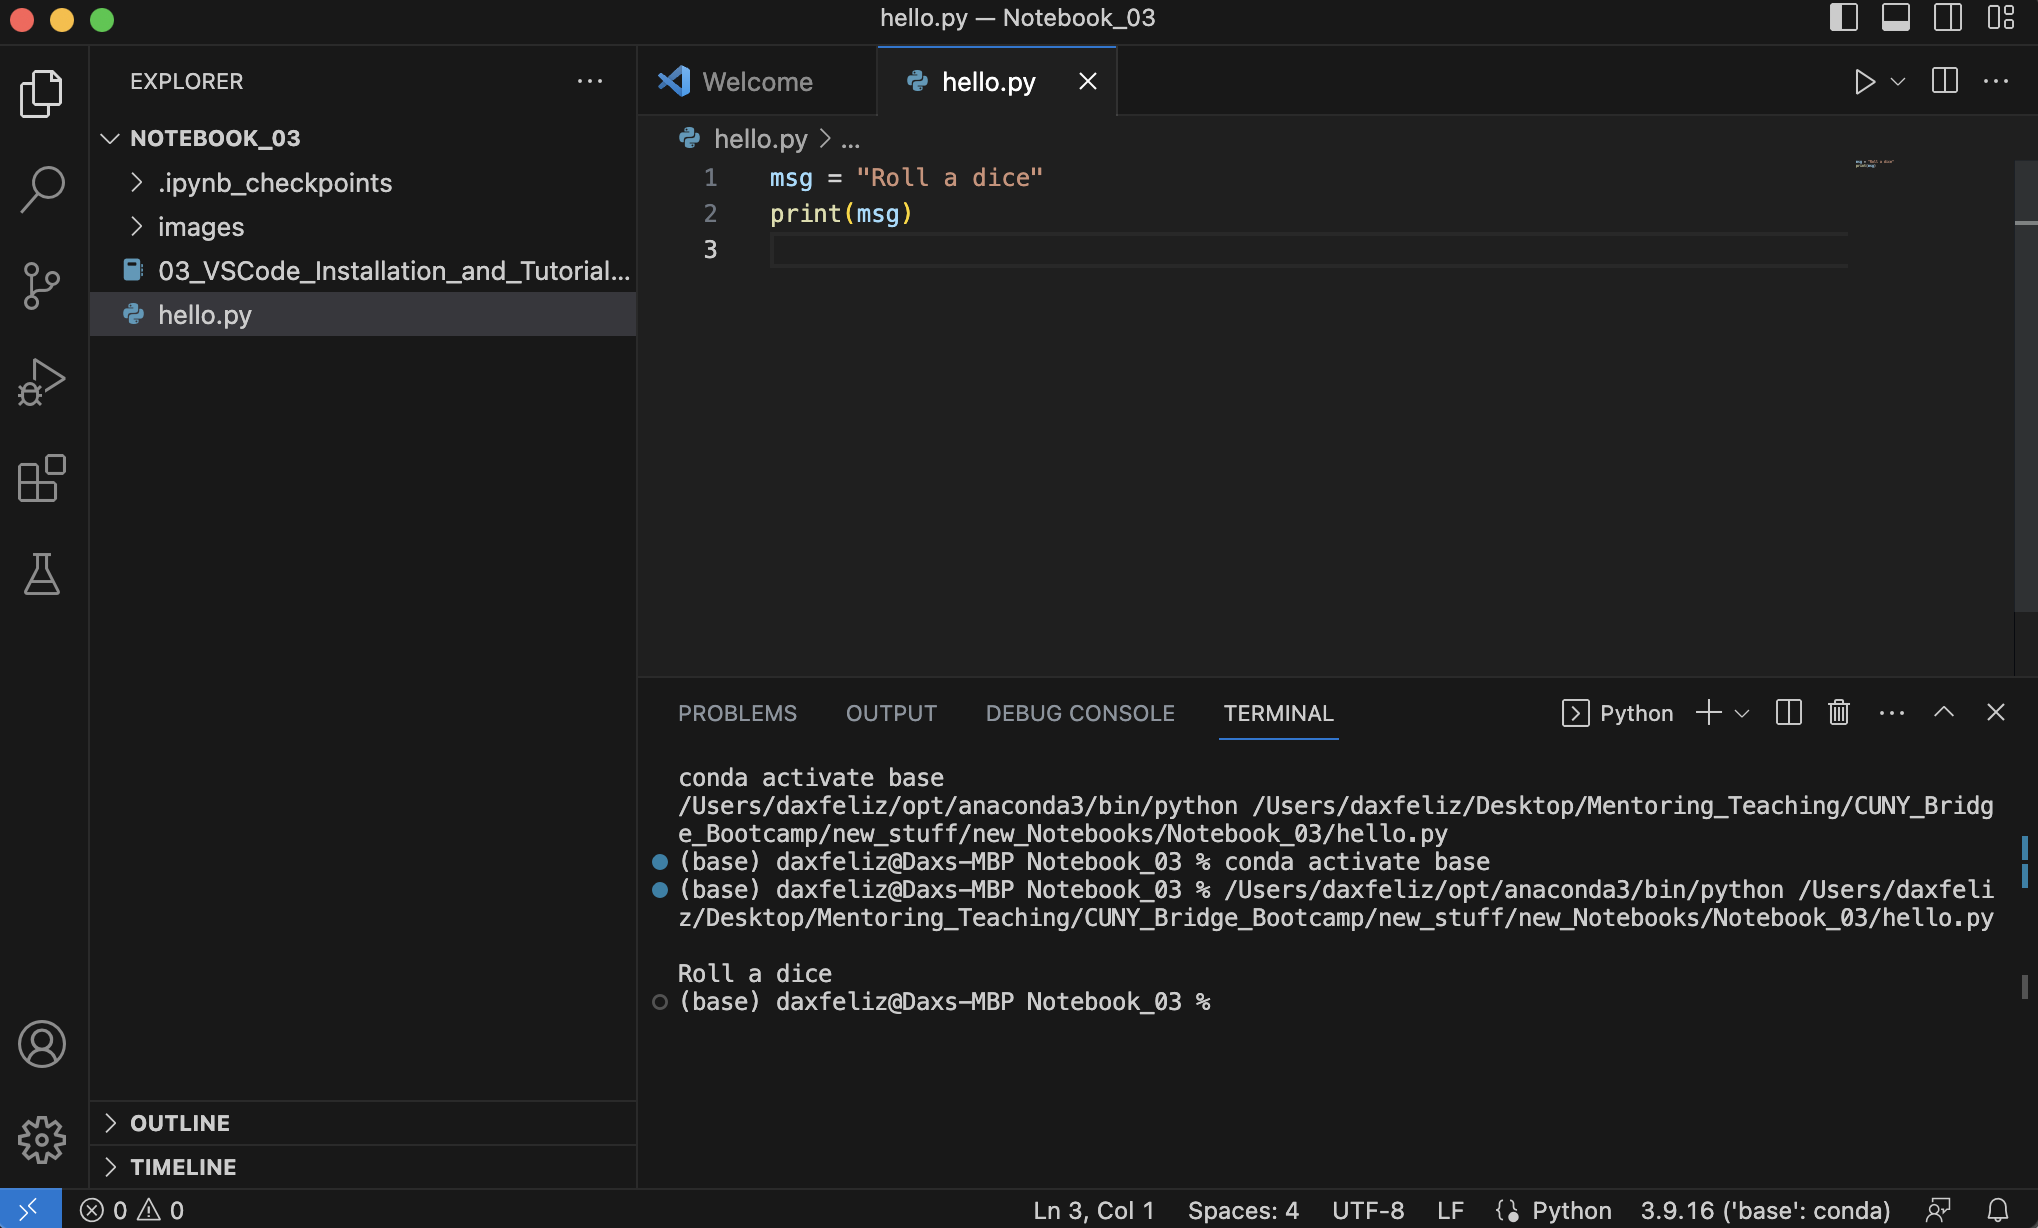 hello.py — Notebook_03
EXPLORER
NOTEBOOK_03
.ipynb_checkpoints
images
03_VSCode_Installation_and_Tutorial...
hello.py
OUTLINE
TIMELINE
Welcome
hello.py
hello.py > ...
1 msg = "Roll a dice"
2 print(msg)
3
PROBLEMS OUTPUT DEBUG CONSOLE TERMINAL
Python
conda activate base
/Users/daxfeliz/opt/anaconda3/bin/python /Users/daxfeliz/Desktop/Mentoring_Teaching/CUNY_Bridg
e_Bootcamp/new_stuff/new_Notebooks/Notebook_03/hello.py
(base) daxfeliz@Daxs-MBP Notebook_03 % conda activate base
(base) daxfeliz@Daxs-MBP Notebook_03 % /Users/daxfeliz/opt/anaconda3/bin/python /Users/daxfeli
z/Desktop/Mentoring_Teaching/CUNY_Bridge_Bootcamp/new_stuff/new_Notebooks/Notebook_03/hello.py
Roll a dice
(base) daxfeliz@Daxs-MBP Notebook_03 %
0 0 Ln 3, Col 1 Spaces: 4 UTF-8 LF Python 3.9.16 ('base': conda)